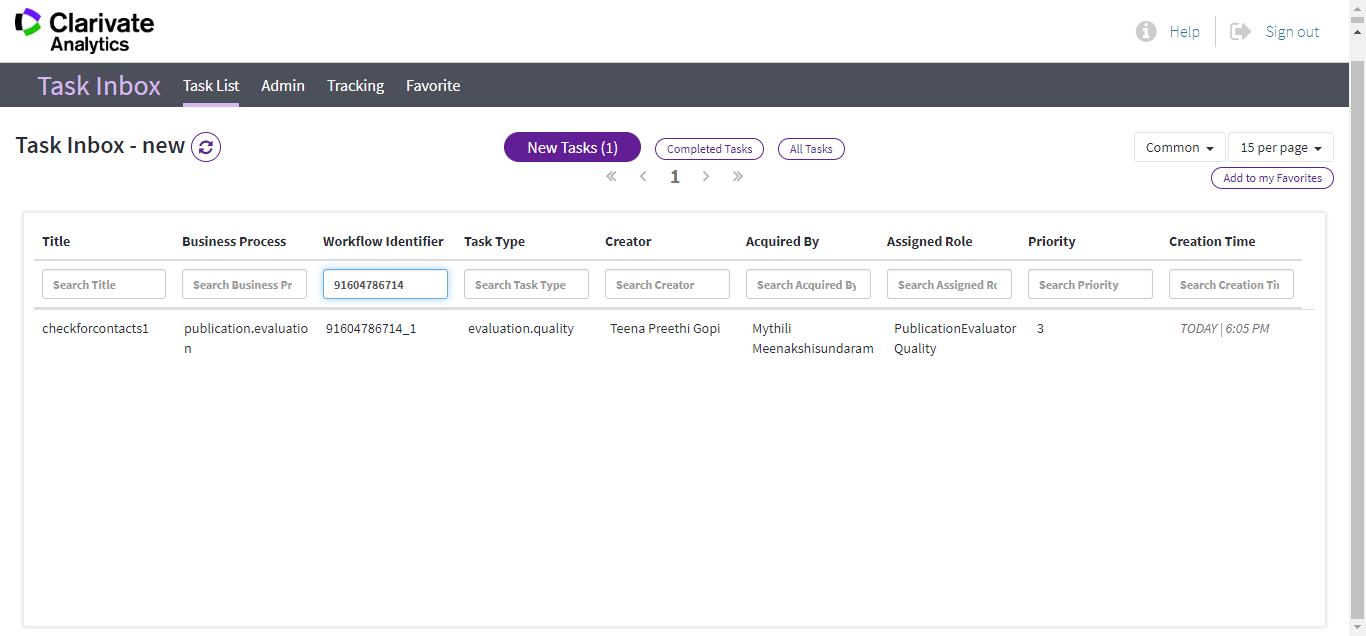 Clarivate
Analytics
Help
Sign out
Task Inbox
Task List
Admin
Tracking
Favorite
Task Inbox - new
New Tasks (1)
Completed Tasks
All Tasks
Common
15 per page
« ‹ 1 › »
Add to my Favorites
Title Business Process Workflow Identifier Task Type Creator Acquired By Assigned Role Priority Creation Time
Search Title Search Business Pr 91604786714 Search Task Type Search Creator Search Acquired By Search Assigned Ro Search Priority Search Creation Tim
checkforcontacts1 publication.evaluatio 91604786714_1 evaluation.quality Teena Preethi Gopi Mythili PublicationEvaluator 3 TODAY | 6:05 PM
n Meenakshisundaram Quality